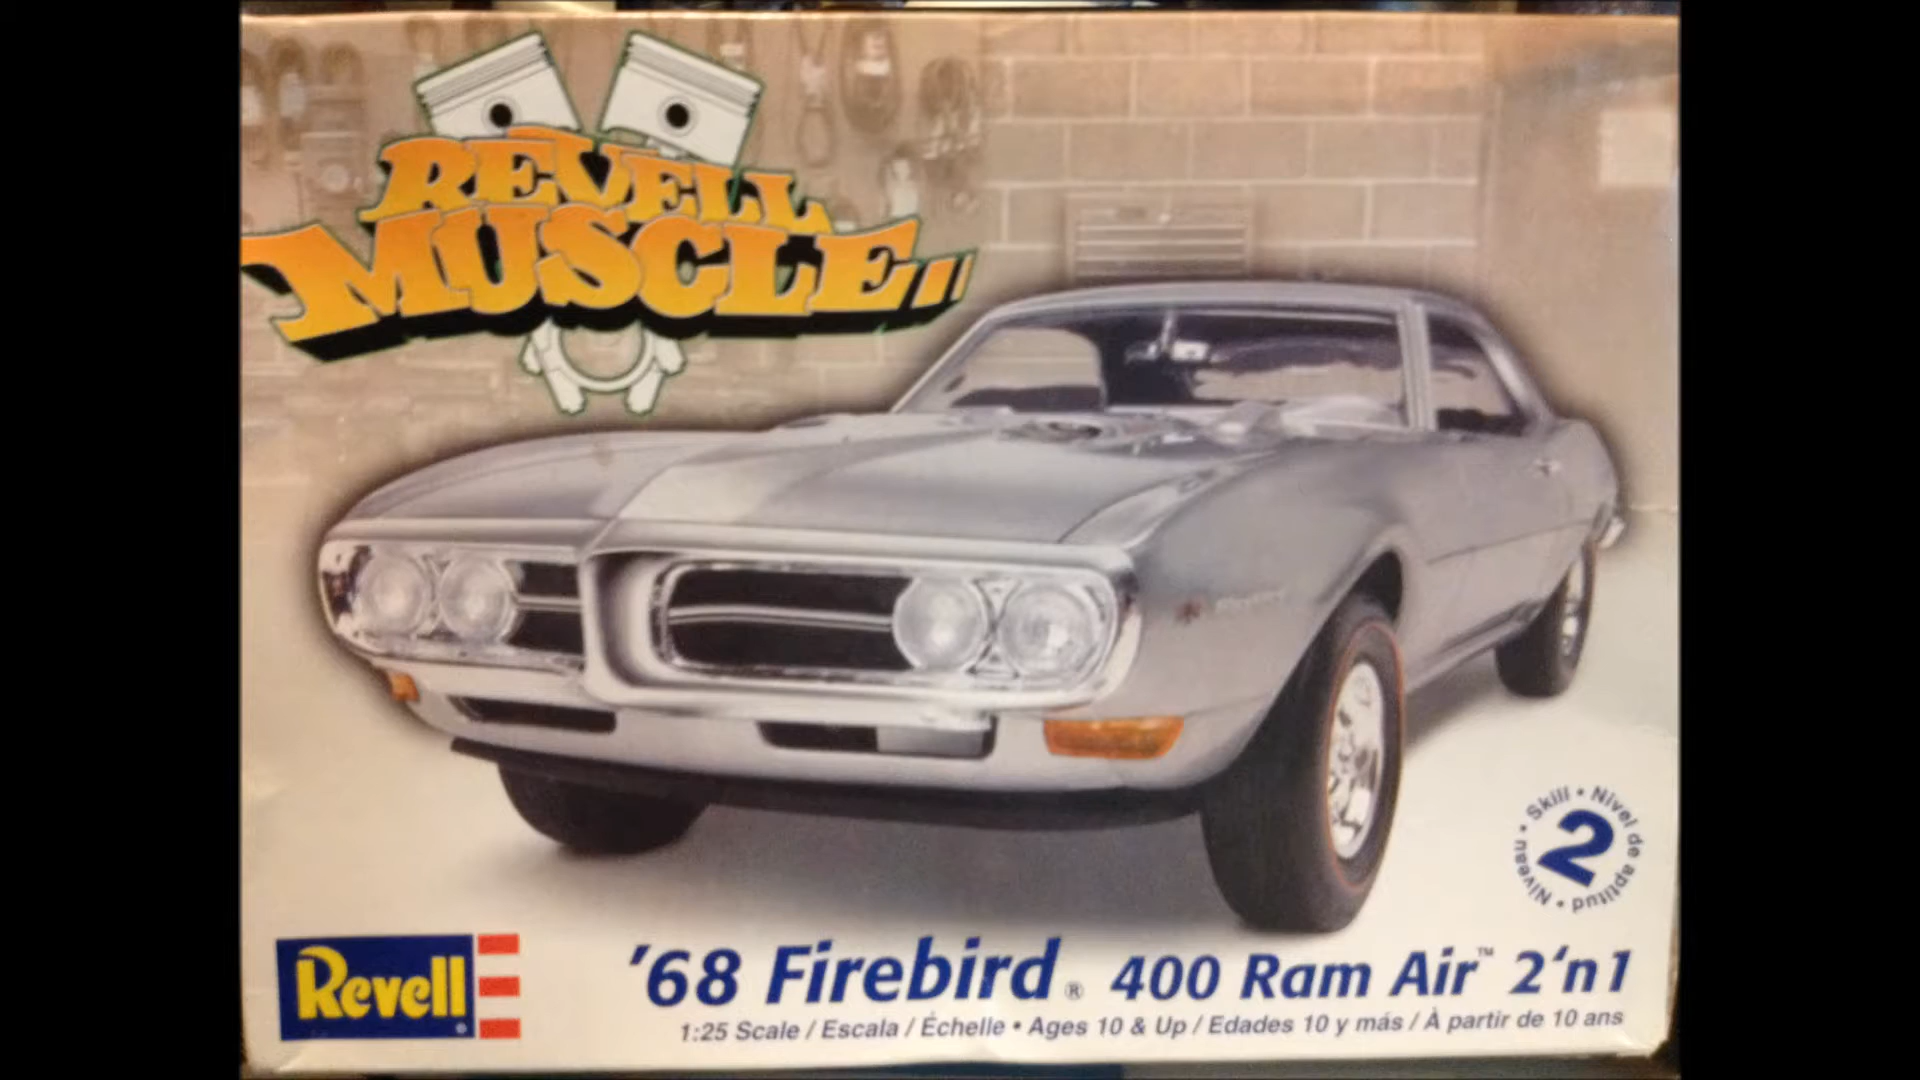 REVELL
MUSCLE
Skill • Nivel de aptitud • Niveau •
2
Revell®
'68 Firebird® 400 Ram Air™ 2'n1
1:25 Scale / Escala / Échelle • Ages 10 & Up / Edades 10 y más / À partir de 10 ans